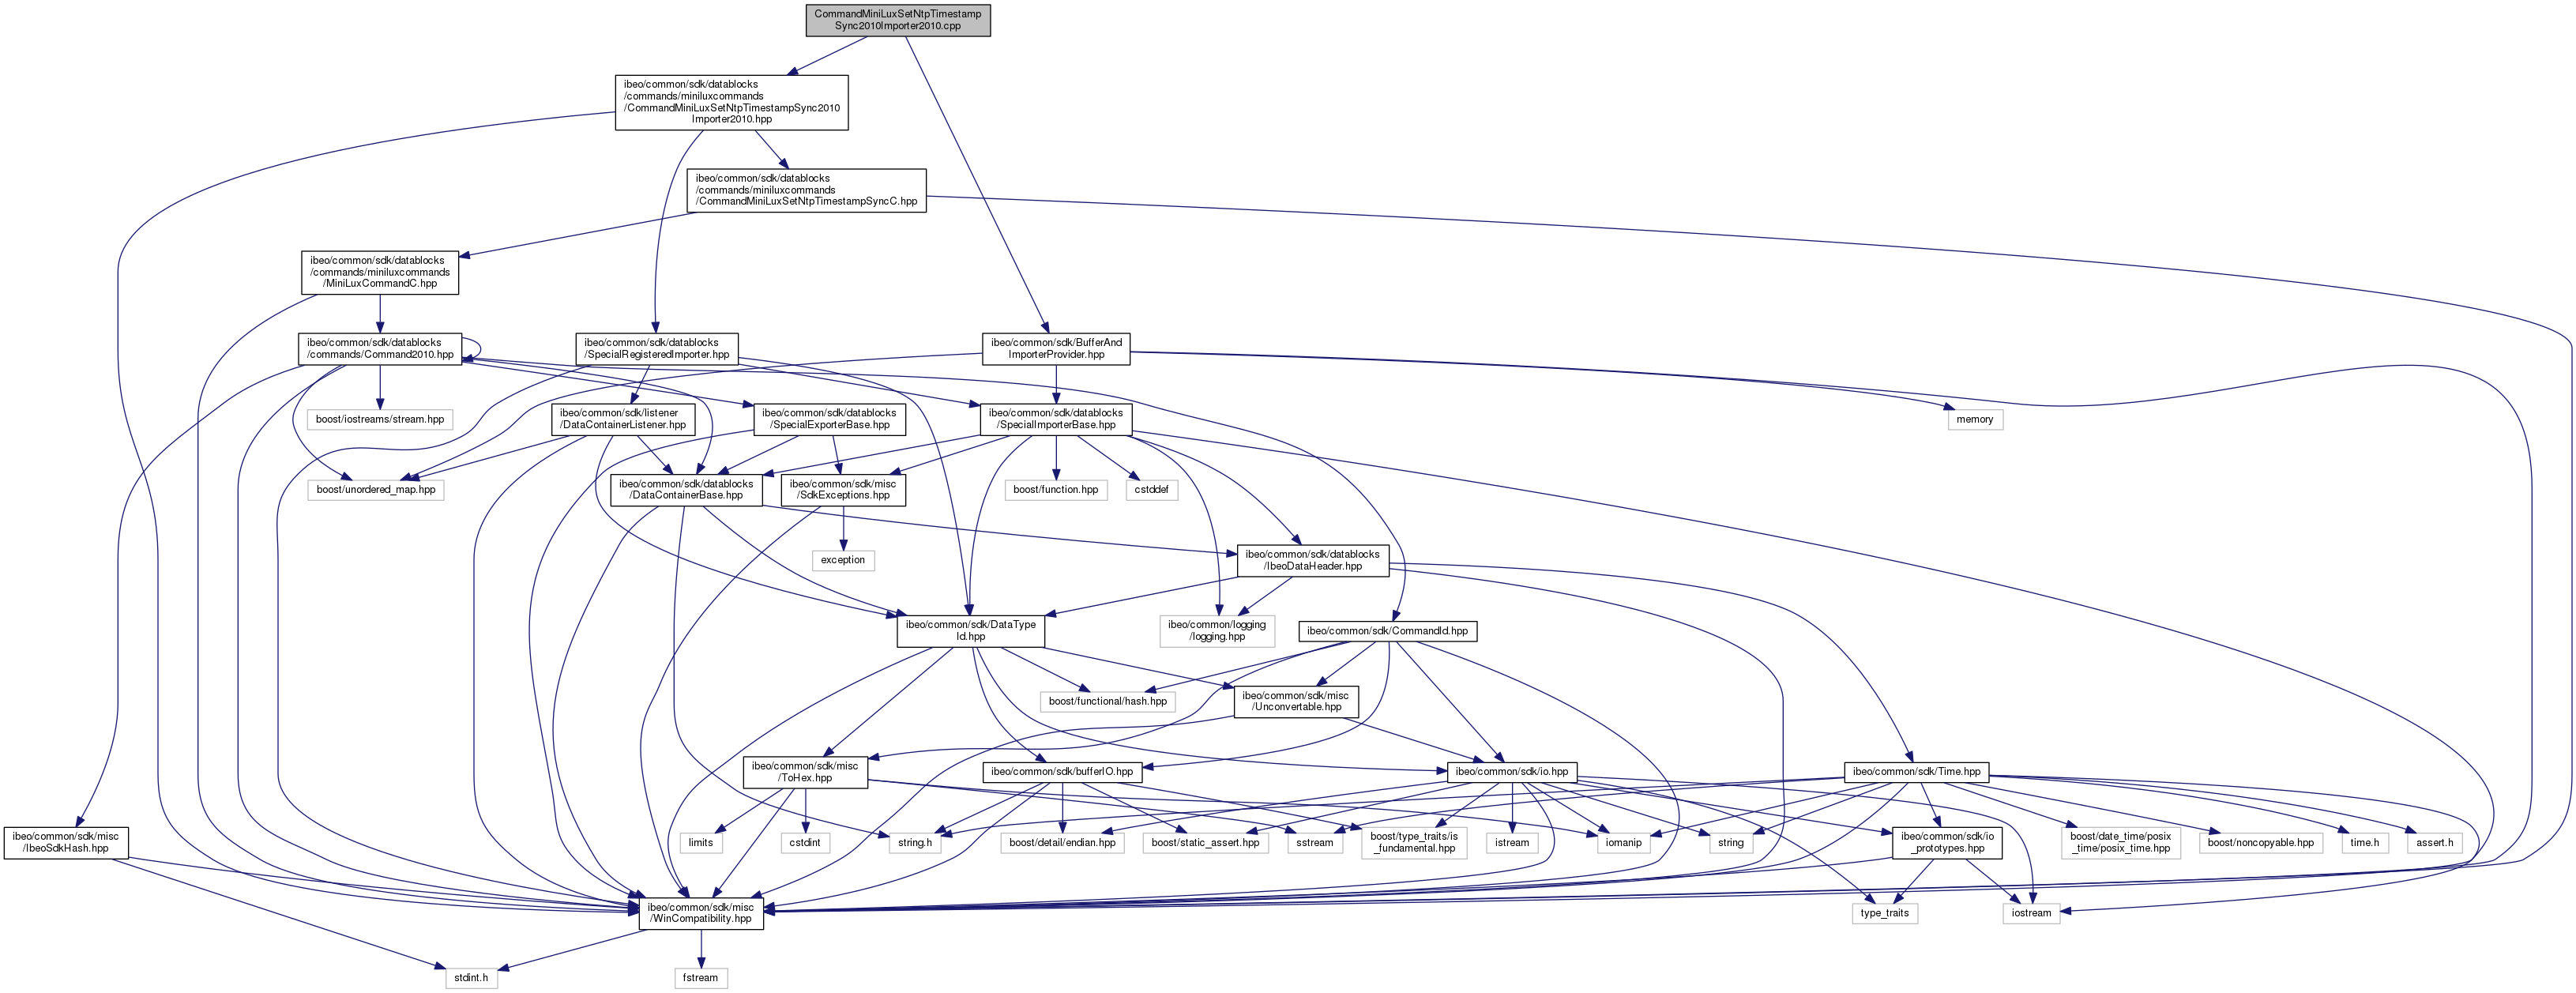 CommandMiniLuxSetNtpTimestamp
Sync2010Importer2010.cpp
ibeo/common/sdk/datablocks
/commands/miniluxcommands
/CommandMiniLuxSetNtpTimestampSync2010
Importer2010.hpp
ibeo/common/sdk/datablocks
/commands/miniluxcommands
/CommandMiniLuxSetNtpTimestampSyncC.hpp
ibeo/common/sdk/datablocks
/commands/miniluxcommands
/MiniLuxCommandC.hpp
ibeo/common/sdk/datablocks
/commands/Command2010.hpp
ibeo/common/sdk/datablocks
/SpecialRegisteredImporter.hpp
ibeo/common/sdk/BufferAnd
ImporterProvider.hpp
boost/iostreams/stream.hpp
ibeo/common/sdk/listener
/DataContainerListener.hpp
ibeo/common/sdk/datablocks
/SpecialExporterBase.hpp
ibeo/common/sdk/datablocks
/SpecialImporterBase.hpp
memory
boost/unordered_map.hpp
ibeo/common/sdk/datablocks
/DataContainerBase.hpp
ibeo/common/sdk/misc
/SdkExceptions.hpp
boost/function.hpp
cstddef
exception
ibeo/common/sdk/datablocks
/IbeoDataHeader.hpp
ibeo/common/sdk/DataType
Id.hpp
ibeo/common/logging
/logging.hpp
ibeo/common/sdk/CommandId.hpp
boost/functional/hash.hpp
ibeo/common/sdk/misc
/Unconvertable.hpp
ibeo/common/sdk/misc
/ToHex.hpp
ibeo/common/sdk/bufferIO.hpp
ibeo/common/sdk/io.hpp
ibeo/common/sdk/Time.hpp
ibeo/common/sdk/misc
/IbeoSdkHash.hpp
limits
cstdint
string.h
boost/detail/endian.hpp
boost/static_assert.hpp
sstream
boost/type_traits/is
_fundamental.hpp
istream
iomanip
string
ibeo/common/sdk/io
_prototypes.hpp
boost/date_time/posix
_time/posix_time.hpp
boost/noncopyable.hpp
time.h
assert.h
ibeo/common/sdk/misc
/WinCompatibility.hpp
type_traits
iostream
stdint.h
fstream